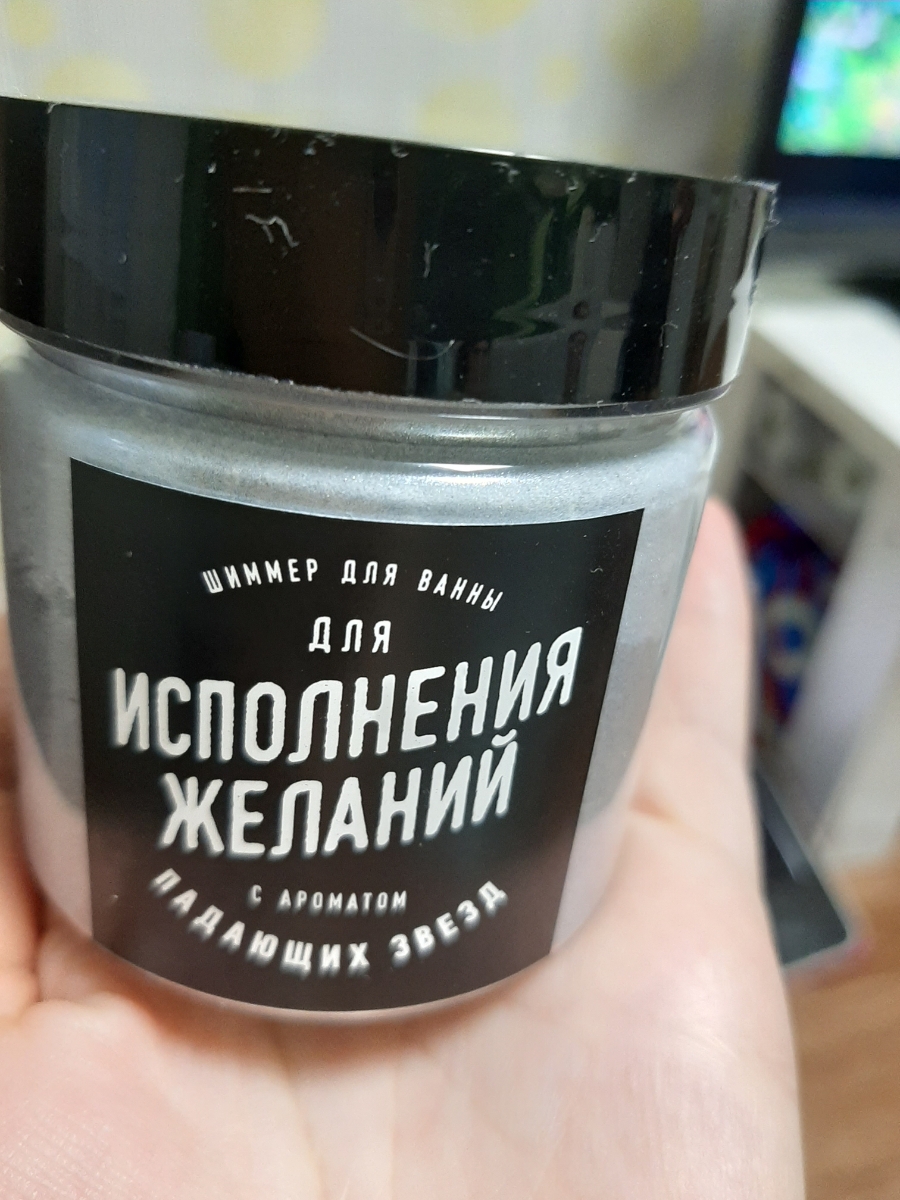 ШИММЕР ДЛЯ ВАННЫ
ДЛЯ
ИСПОЛНЕНИЯ
ЖЕЛАНИЙ
С АРОМАТОМ
ПАДАЮЩИХ ЗВЕЗД